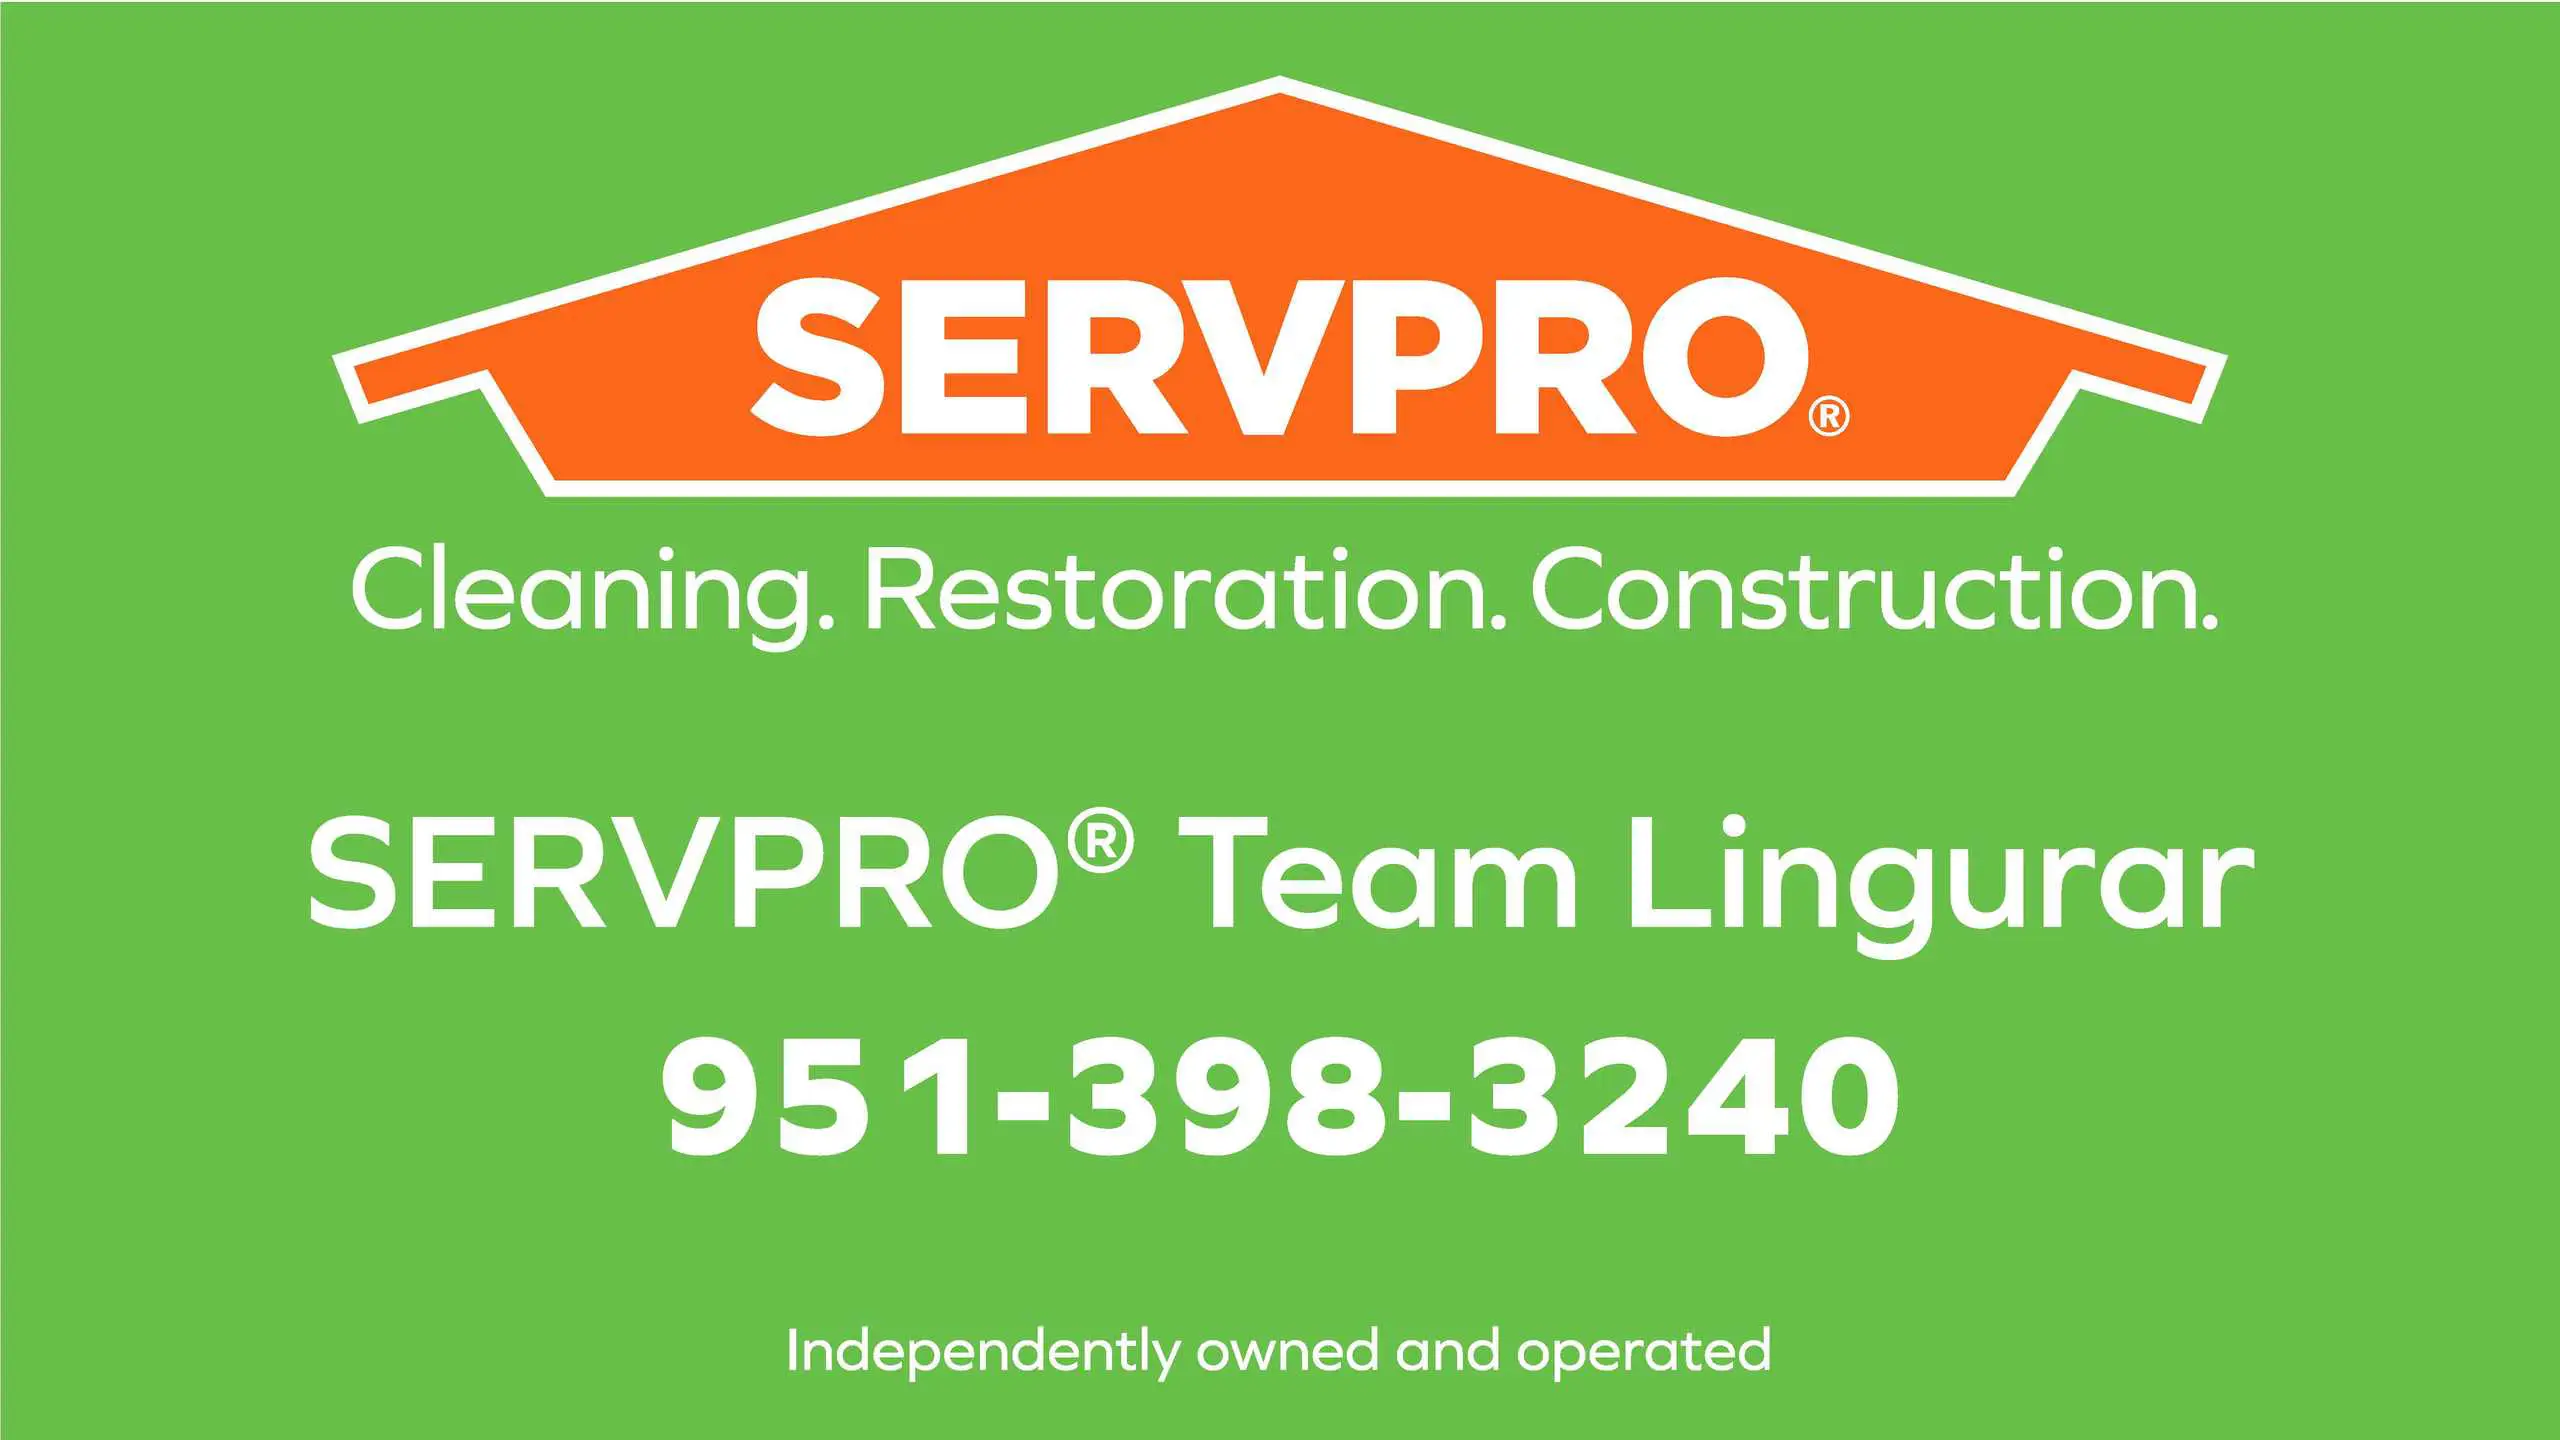 SERVPRO®
Cleaning. Restoration. Construction.
SERVPRO® Team Lingurar
951-398-3240
Independently owned and operated